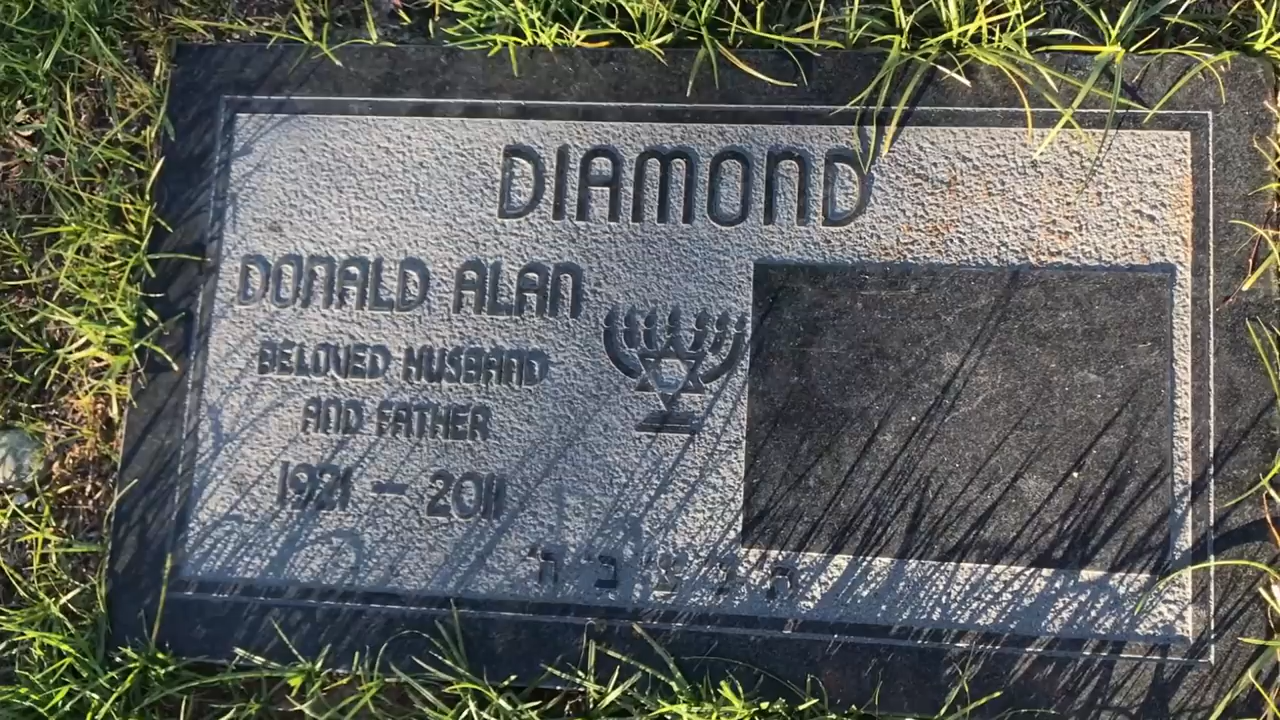 DIAMOND
DONALD ALAN
BELOVED HUSBAND
AND FATHER
1921 – 2011
ת' נ' צ' ב' ה'